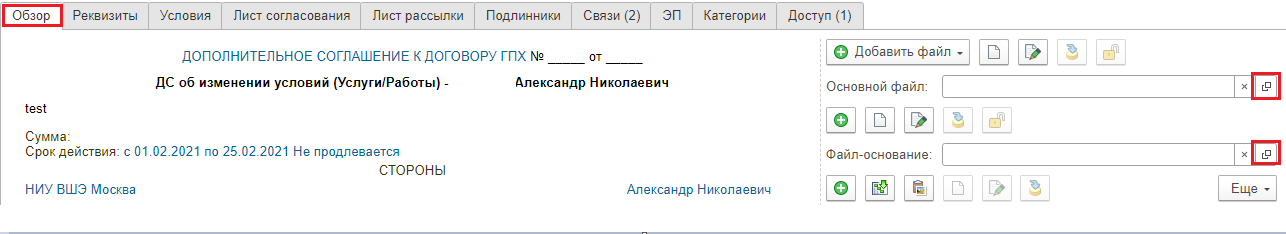 Обзор Реквизиты Условия Лист согласования Лист рассылки Подлинники Связи (2) ЭП Категории Доступ (1)
ДОПОЛНИТЕЛЬНОЕ СОГЛАШЕНИЕ К ДОГОВОРУ ГПХ № _____ от _____
ДС об изменении условий (Услуги/Работы) - Александр Николаевич
test
Сумма:
Срок действия: с 01.02.2021 по 25.02.2021 Не продлевается
СТОРОНЫ
НИУ ВШЭ Москва Александр Николаевич
Добавить файл
Основной файл:
Файл-основание:
Еще